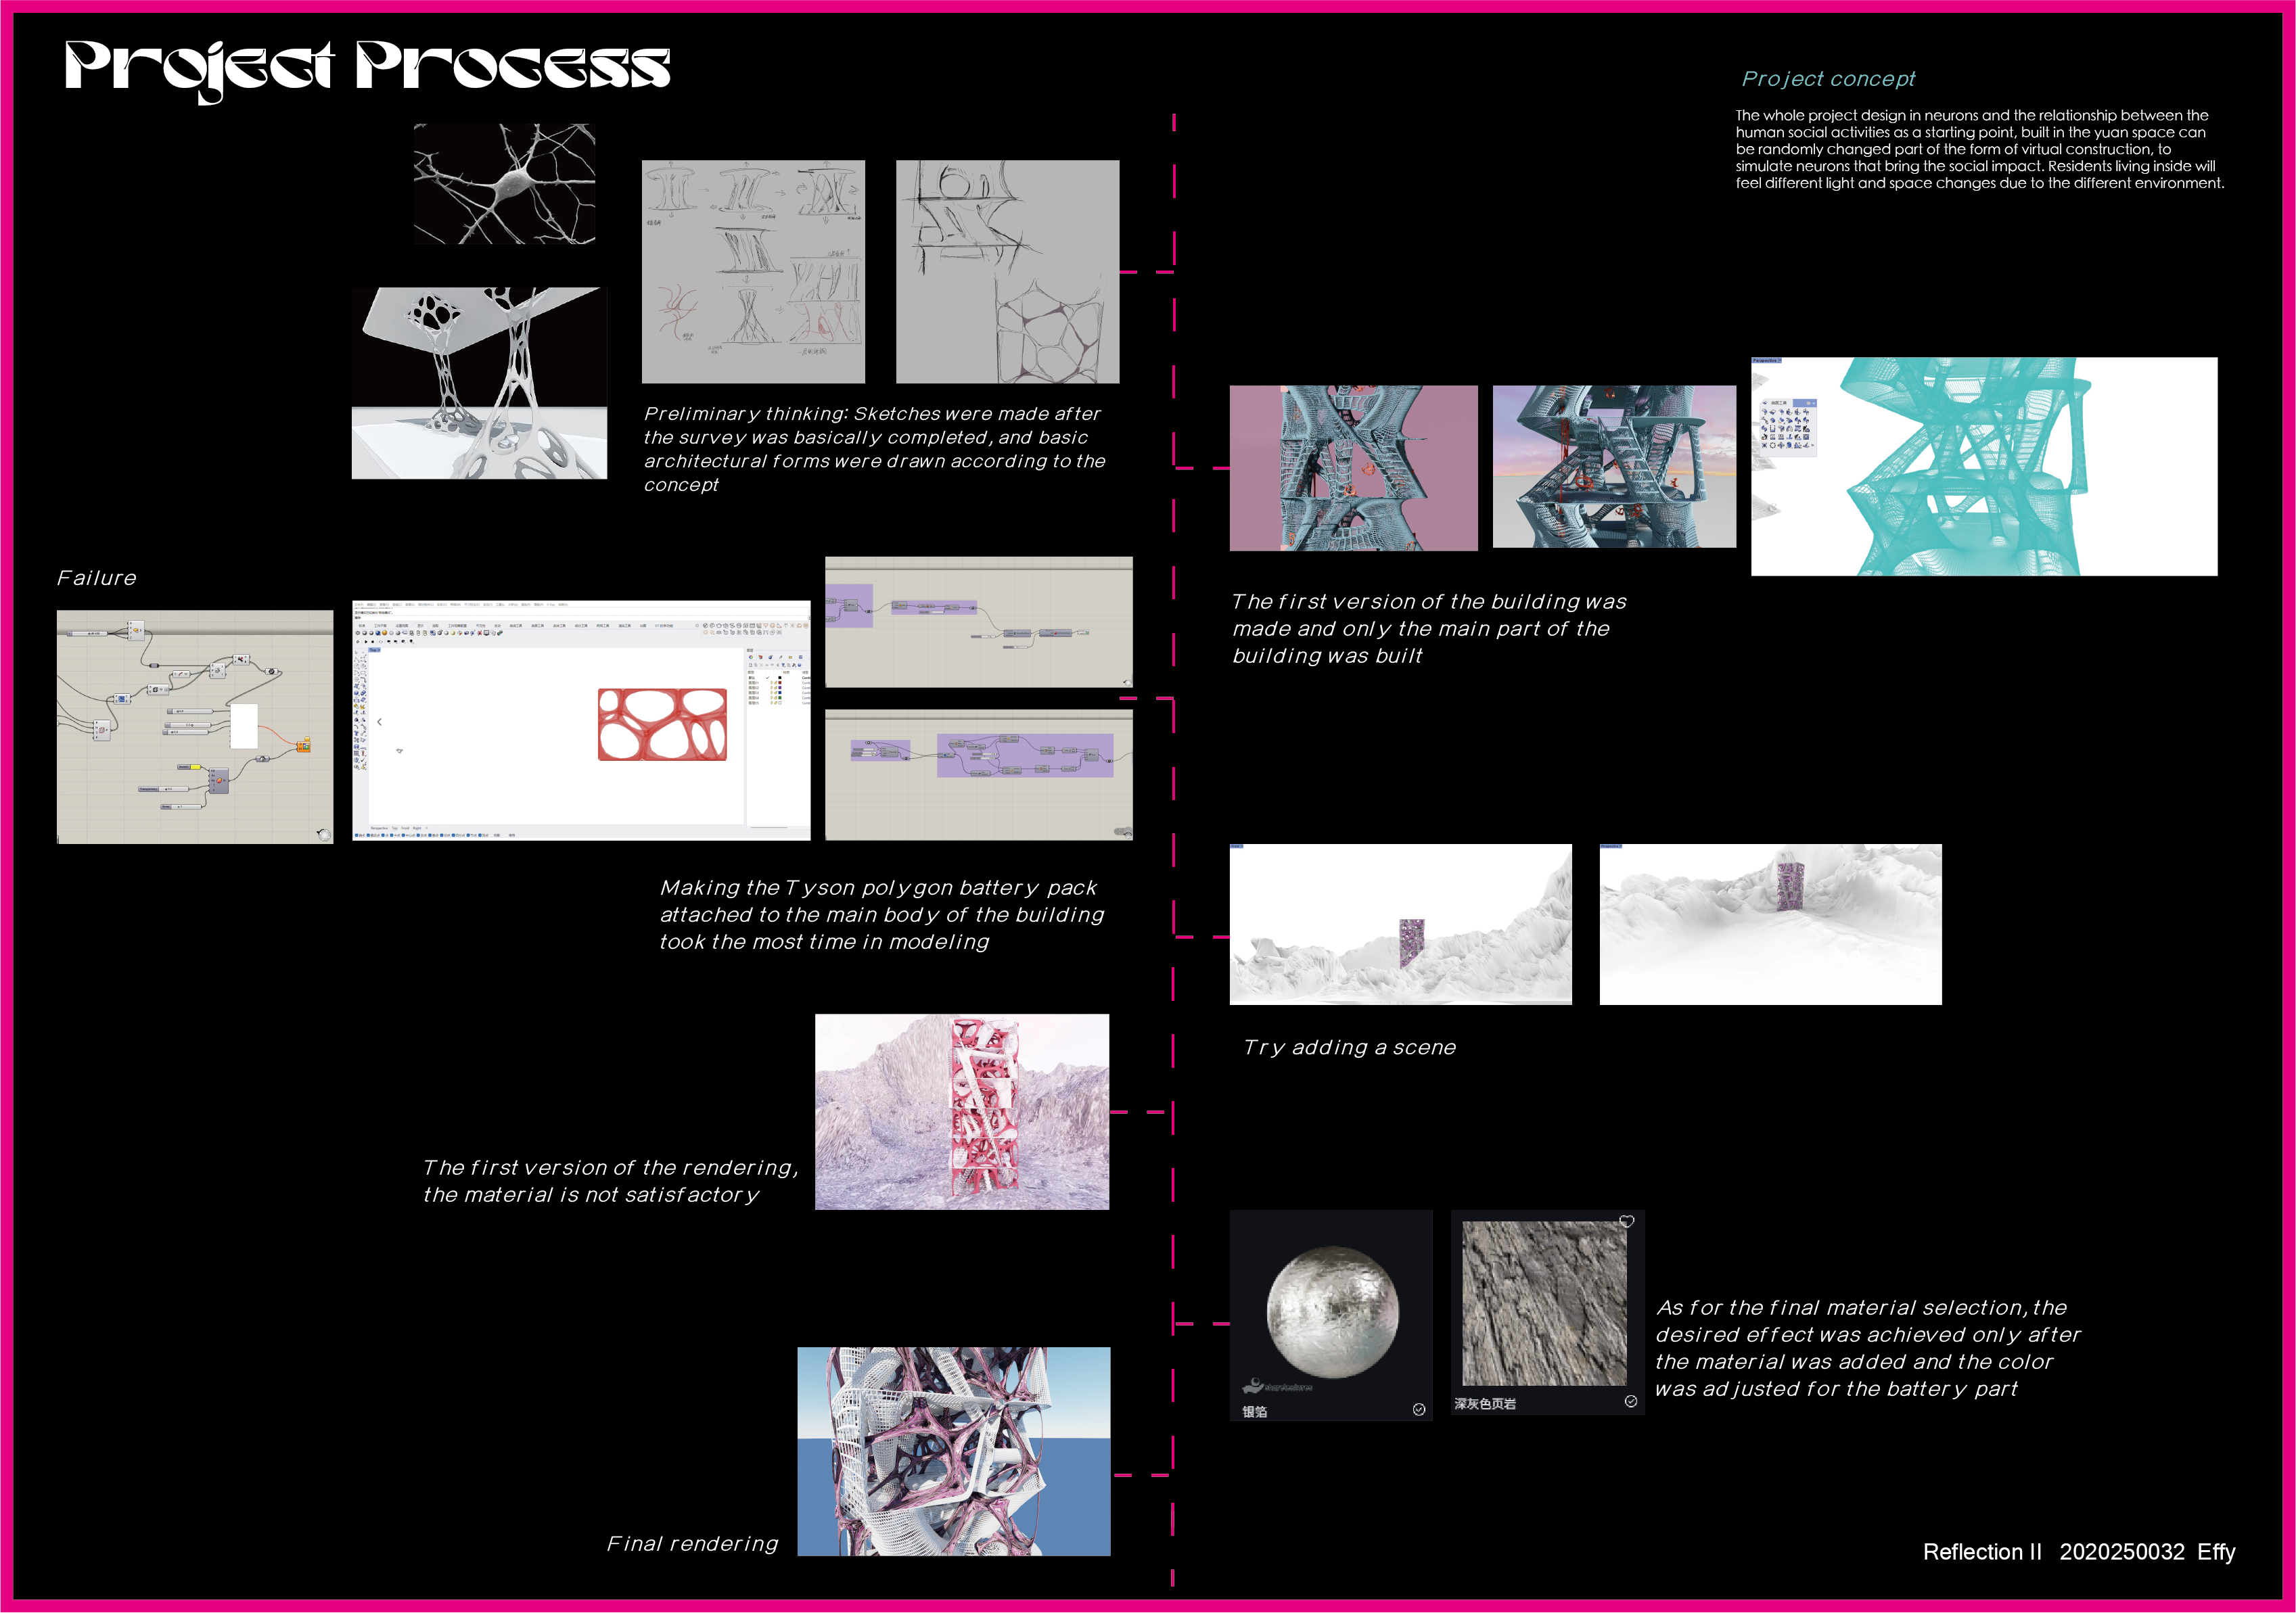 Project Process
Project concept
The whole project design in neurons and the relationship between the
human social activities as a starting point, built in the yuan space can
be randomly changed part of the form of virtual construction, to
simulate neurons that bring the social impact. Residents living inside will
feel different light and space changes due to the different environment.
Preliminary thinking: Sketches were made after
the survey was basically completed, and basic
architectural forms were drawn according to the
concept
Perspective
The first version of the building was
made and only the main part of the
building was built
Failure
Making the Tyson polygon battery pack
attached to the main body of the building
took the most time in modeling
Try adding a scene
The first version of the rendering,
the material is not satisfactory
银箔
深灰色页岩
As for the final material selection, the
desired effect was achieved only after
the material was added and the color
was adjusted for the battery part
Final rendering
Reflection II 2020250032 Effy